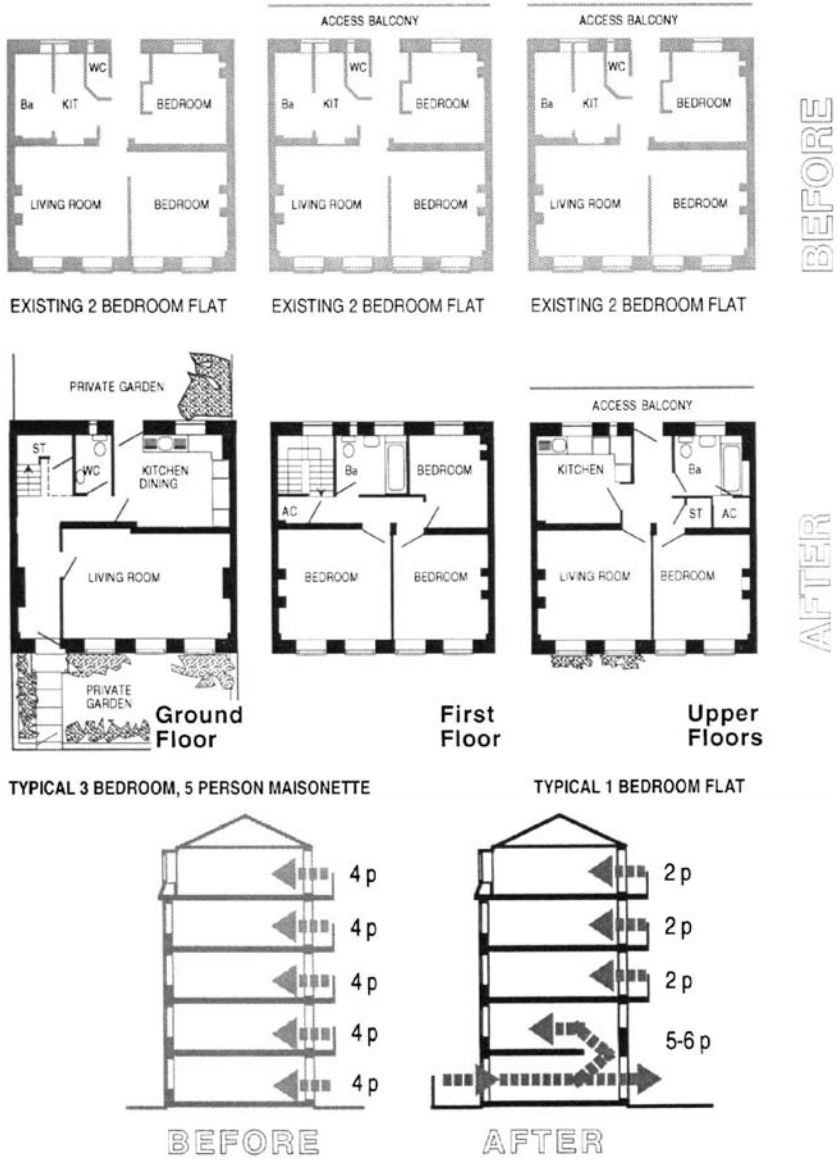 ACCESS BALCONY
ACCESS BALCONY
WC
Ba
KIT
BEDROOM
LIVING ROOM
BEDROOM
WC
Ba
KIT
BEDROOM
LIVING ROOM
BEDROOM
WC
Ba
KIT
BEDROOM
LIVING ROOM
BEDROOM
BEFORE
EXISTING 2 BEDROOM FLAT
EXISTING 2 BEDROOM FLAT
EXISTING 2 BEDROOM FLAT
PRIVATE GARDEN
ST
WC
KITCHEN
DINING
LIVING ROOM
PRIVATE
GARDEN
Ground
Floor
Ba
BEDROOM
AC
BEDROOM
BEDROOM
First
Floor
ACCESS BALCONY
KITCHEN
Ba
ST
AC
LIVING ROOM
BEDROOM
Upper
Floors
AFTER
TYPICAL 3 BEDROOM, 5 PERSON MAISONETTE
TYPICAL 1 BEDROOM FLAT
4 p
4 p
4 p
4 p
4 p
BEFORE
2 p
2 p
2 p
5-6 p
AFTER